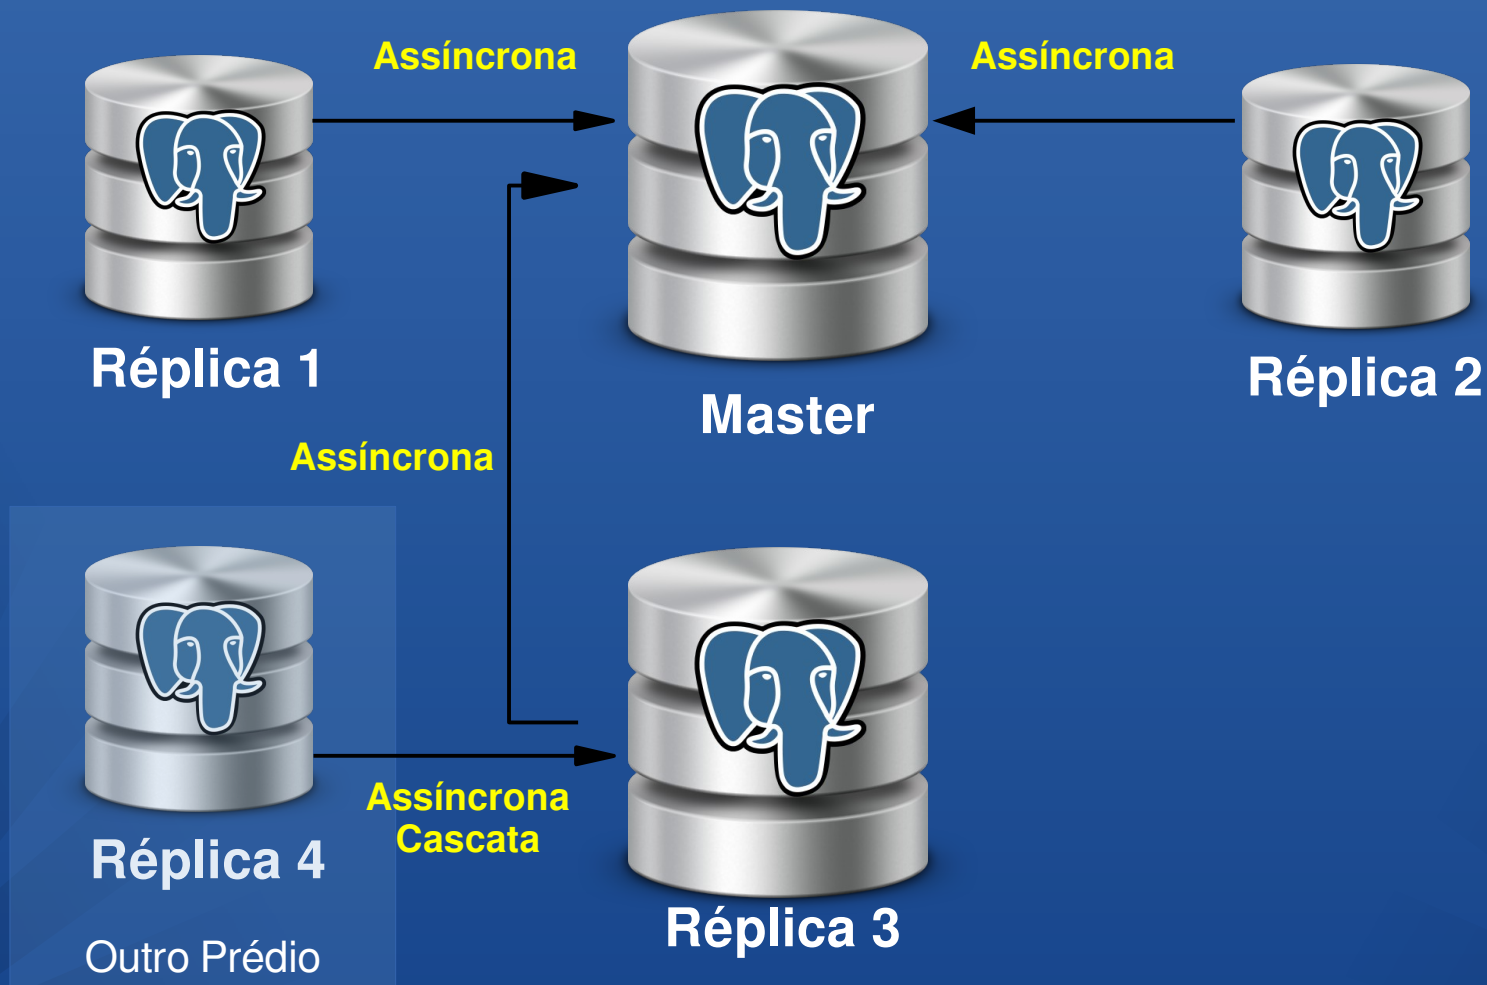 Assíncrona
Assíncrona
Réplica 1
Master
Réplica 2
Assíncrona
Assíncrona
Cascata
Réplica 4
Réplica 3
Outro Prédio